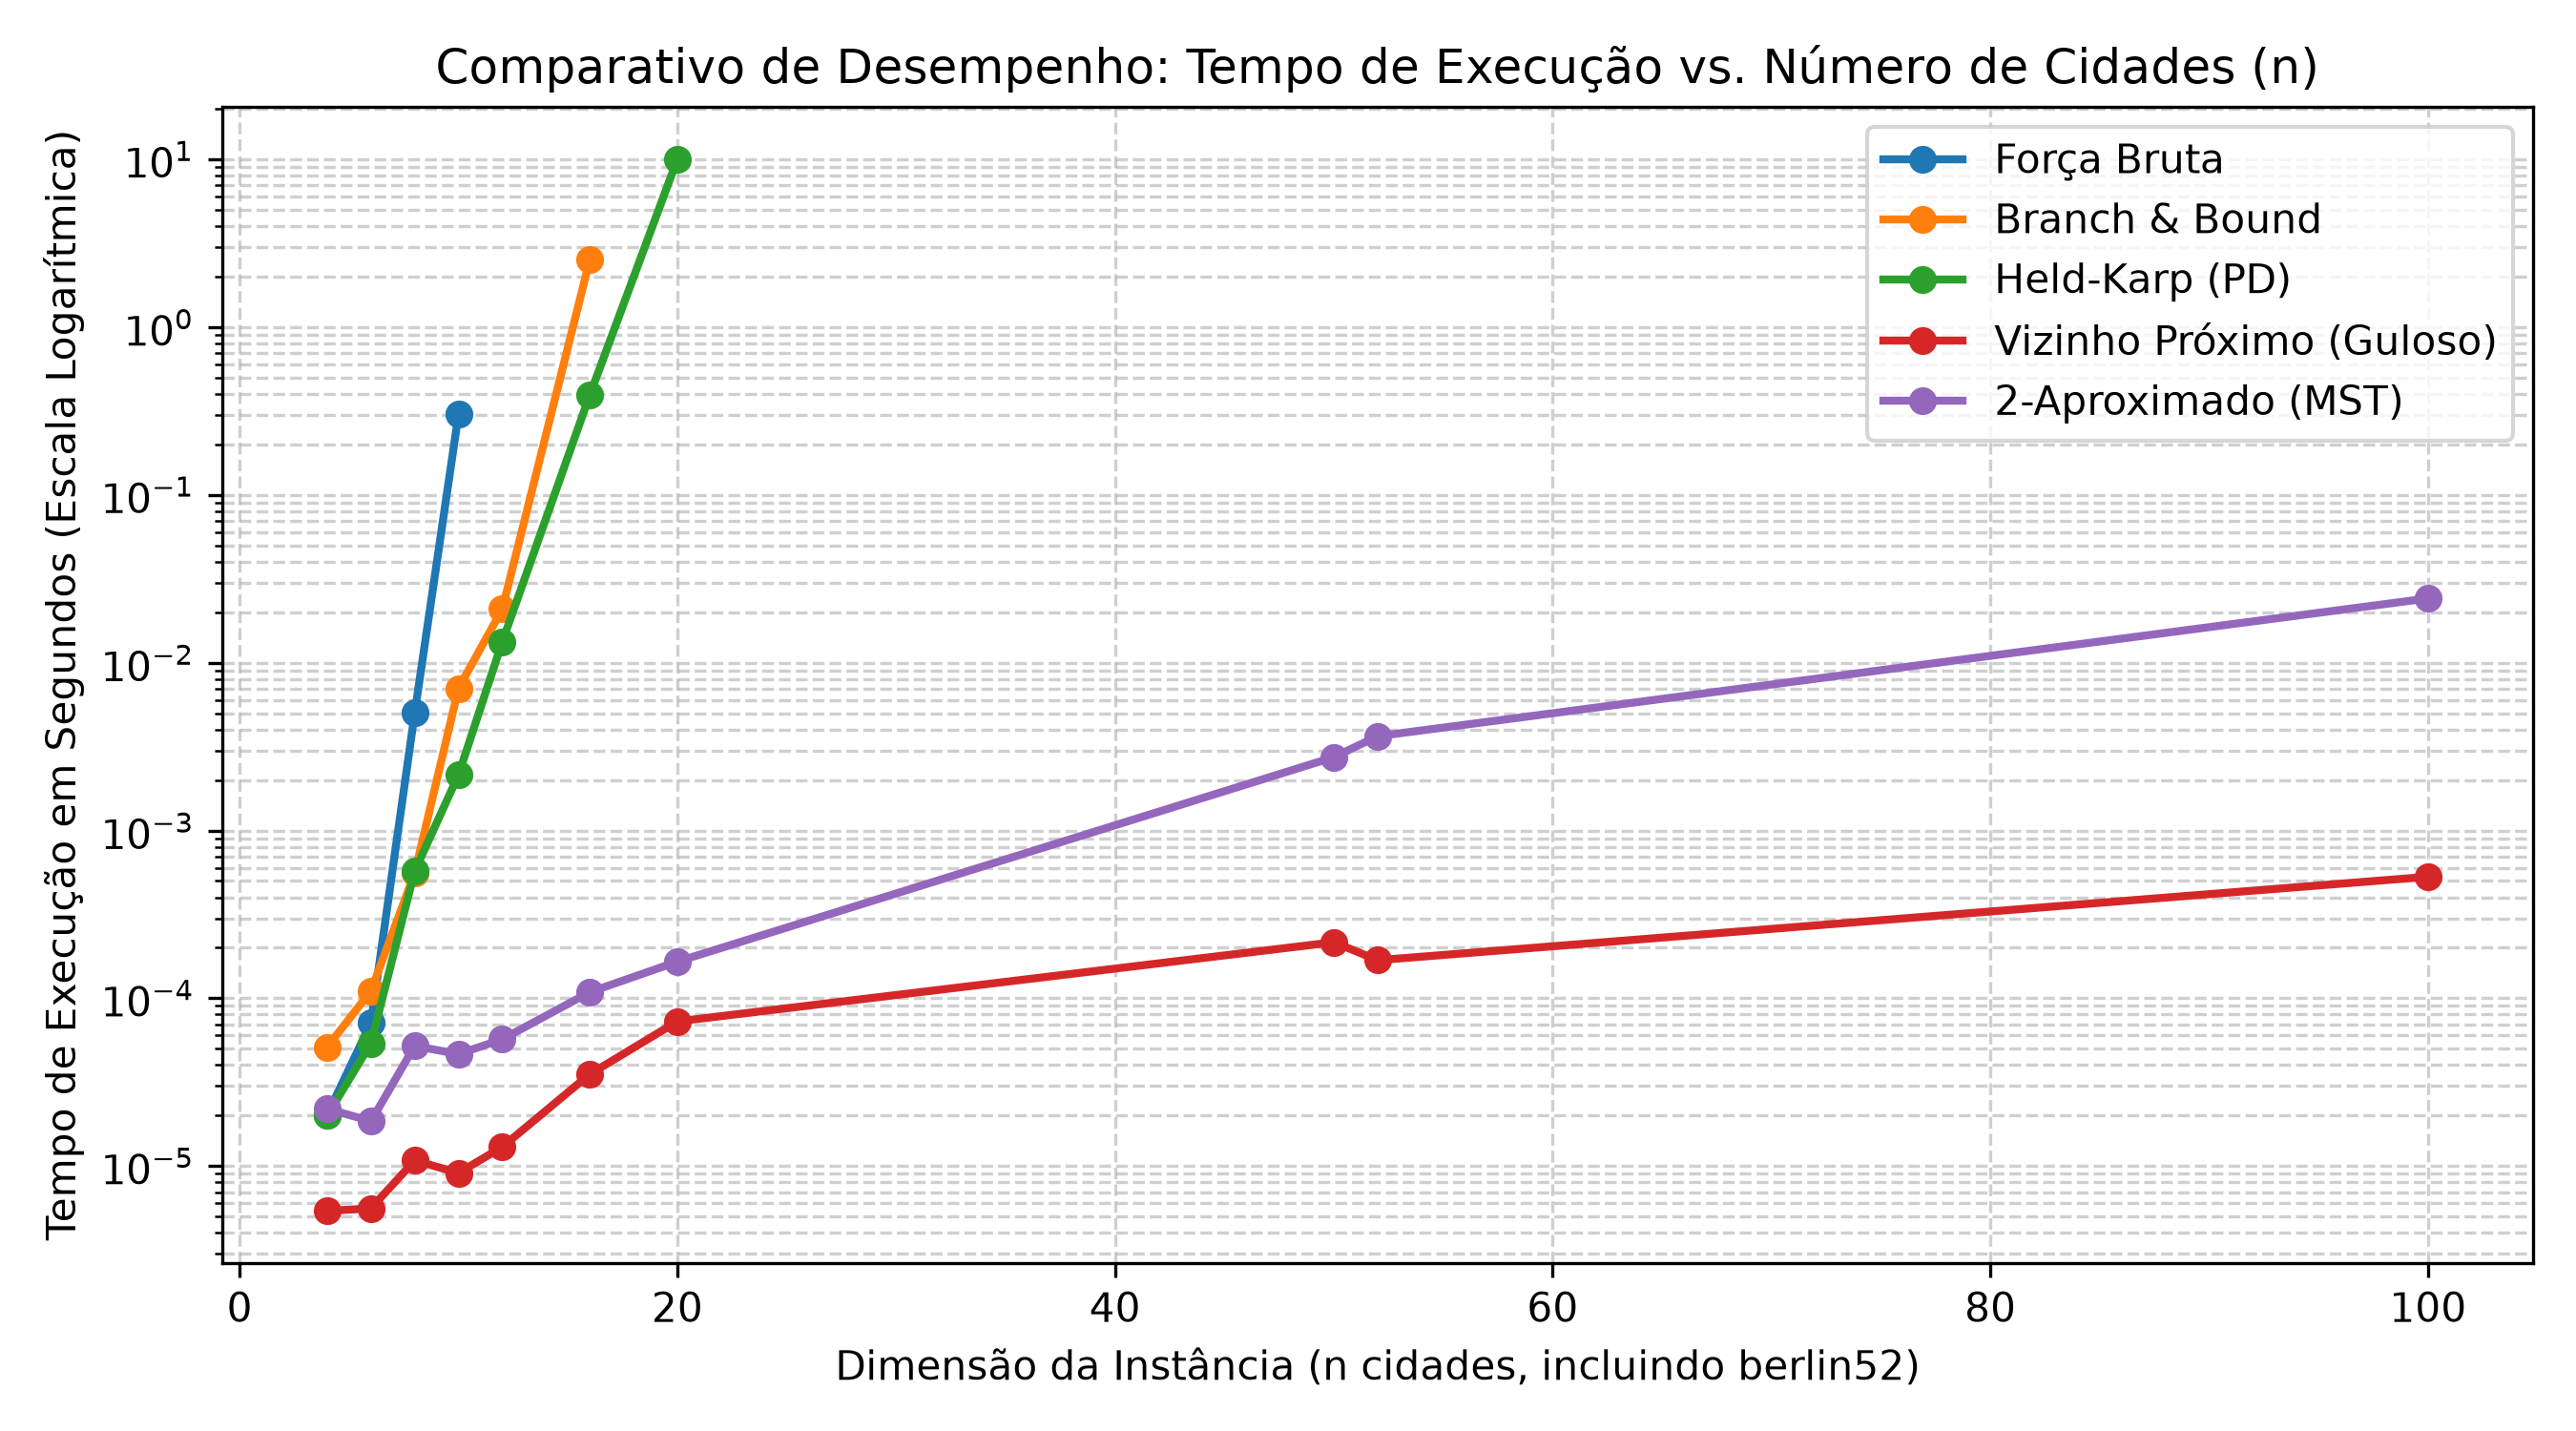 Comparativo de Desempenho: Tempo de Execução vs. Número de Cidades (n)
Tempo de Execução em Segundos (Escala Logarítmica)
10¹
10⁰
10⁻¹
10⁻²
10⁻³
10⁻⁴
10⁻⁵
Força Bruta
Branch & Bound
Held-Karp (PD)
Vizinho Próximo (Guloso)
2-Aproximado (MST)
0 20 40 60 80 100
Dimensão da Instância (n cidades, incluindo berlin52)